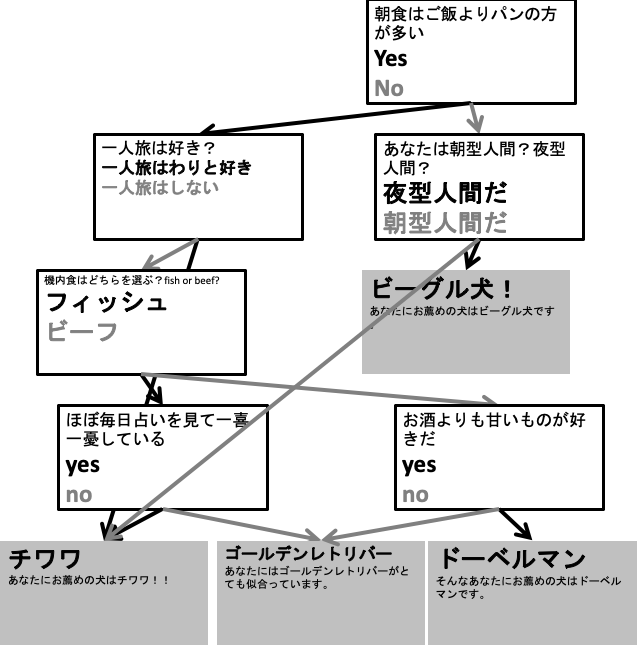 朝食はご飯よりパンの方
が多い
Yes
No
一人旅は好き？
一人旅はわりと好き
一人旅はしない
あなたは朝型人間？夜型
人間？
夜型人間だ
朝型人間だ
機内食はどちらを選ぶ？fish or beef?
フィッシュ
ビーフ
ビーグル犬！
あなたにお薦めの犬はビーグル犬です
。
ほぼ毎日占いを見て一喜
一憂している
yes
no
お酒よりも甘いものが好
きだ
yes
no
チワワ
あなたにお薦めの犬はチワワ！！
ゴールデンレトリバー
あなたにはゴールデンレトリバーがと
ても似合っています。
ドーベルマン
そんなあなたにお薦めの犬はドーベル
マンです。